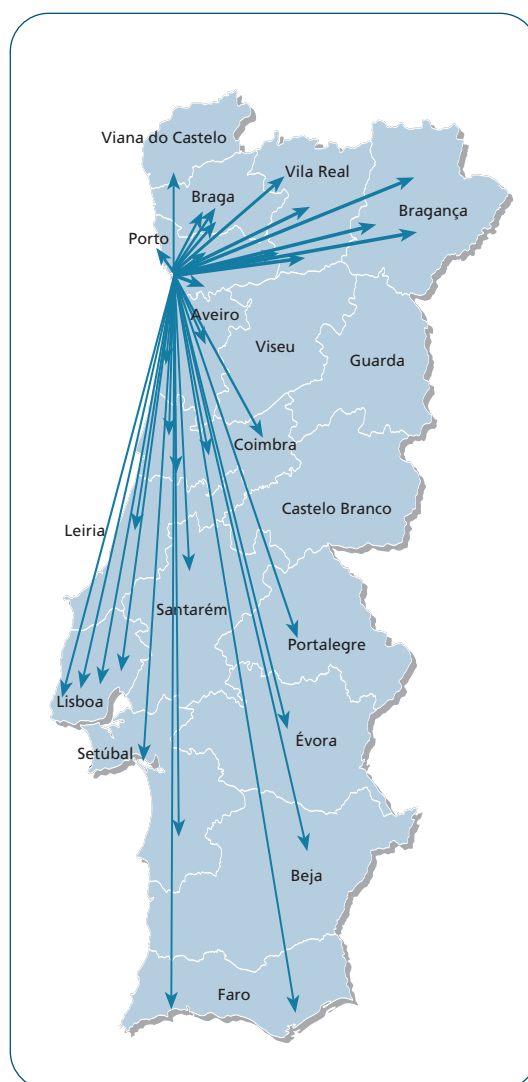 Viana do Castelo
Vila Real
Braga
Bragança
Porto
Aveiro
Viseu
Guarda
Coimbra
Castelo Branco
Leiria
Santarém
Portalegre
Lisboa
Évora
Setúbal
Beja
Faro